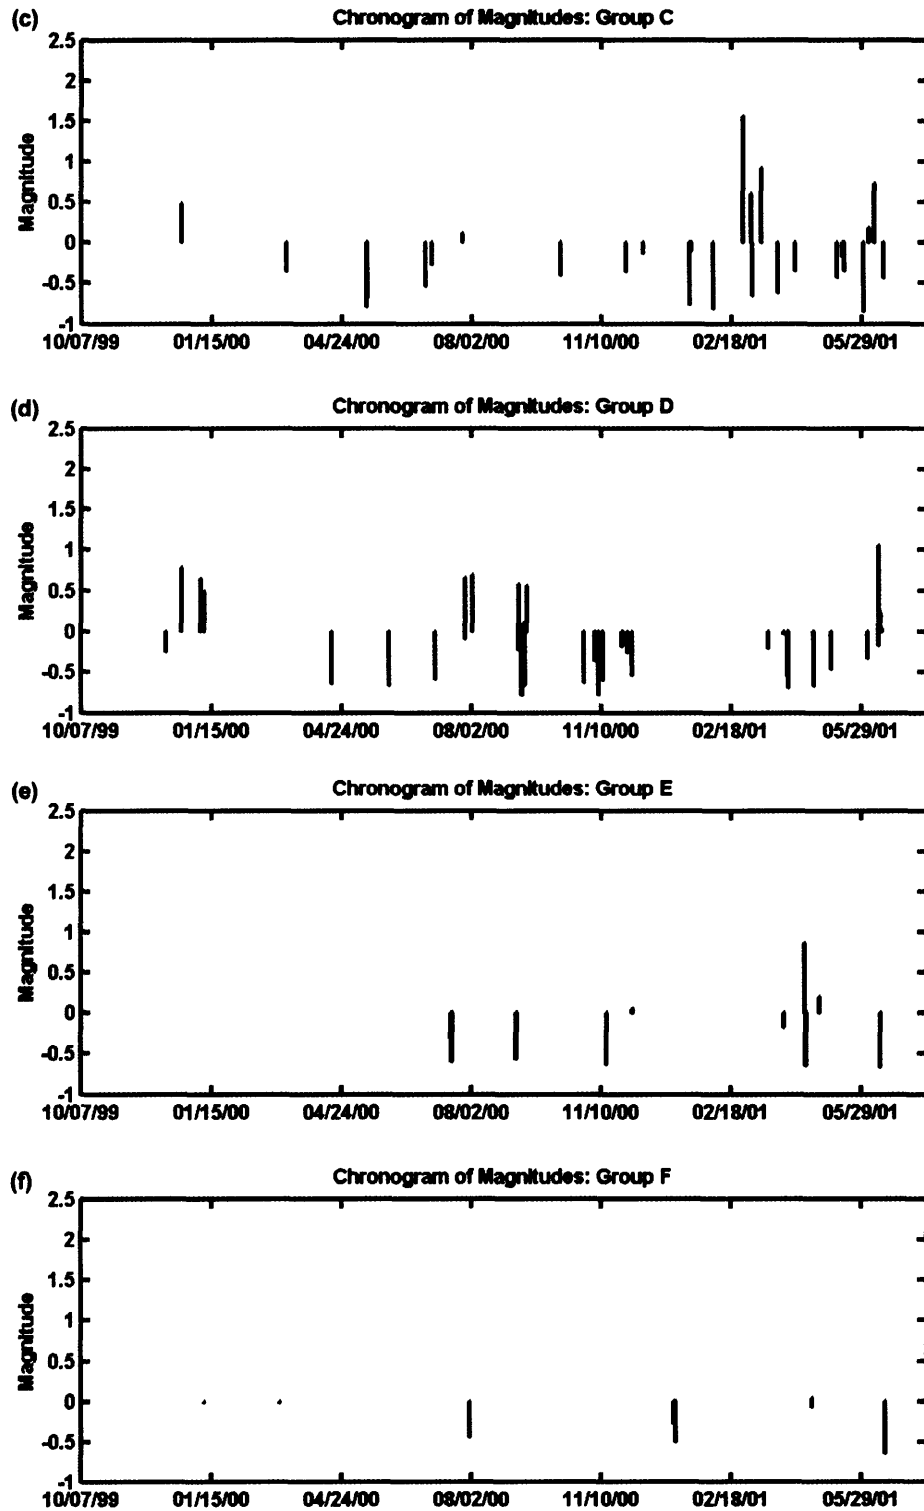 (c)
Chronogram of Magnitudes: Group C
2.5
2
1.5
1
0.5
0
-0.5
-1
Magnitude
10/07/99 01/15/00 04/24/00 08/02/00 11/10/00 02/18/01 05/29/01
(d)
Chronogram of Magnitudes: Group D
2.5
2
1.5
1
0.5
0
-0.5
-1
Magnitude
10/07/99 01/15/00 04/24/00 08/02/00 11/10/00 02/18/01 05/29/01
(e)
Chronogram of Magnitudes: Group E
2.5
2
1.5
1
0.5
0
-0.5
-1
Magnitude
10/07/99 01/15/00 04/24/00 08/02/00 11/10/00 02/18/01 05/29/01
(f)
Chronogram of Magnitudes: Group F
2.5
2
1.5
1
0.5
0
-0.5
-1
Magnitude
10/07/99 01/15/00 04/24/00 08/02/00 11/10/00 02/18/01 05/29/01